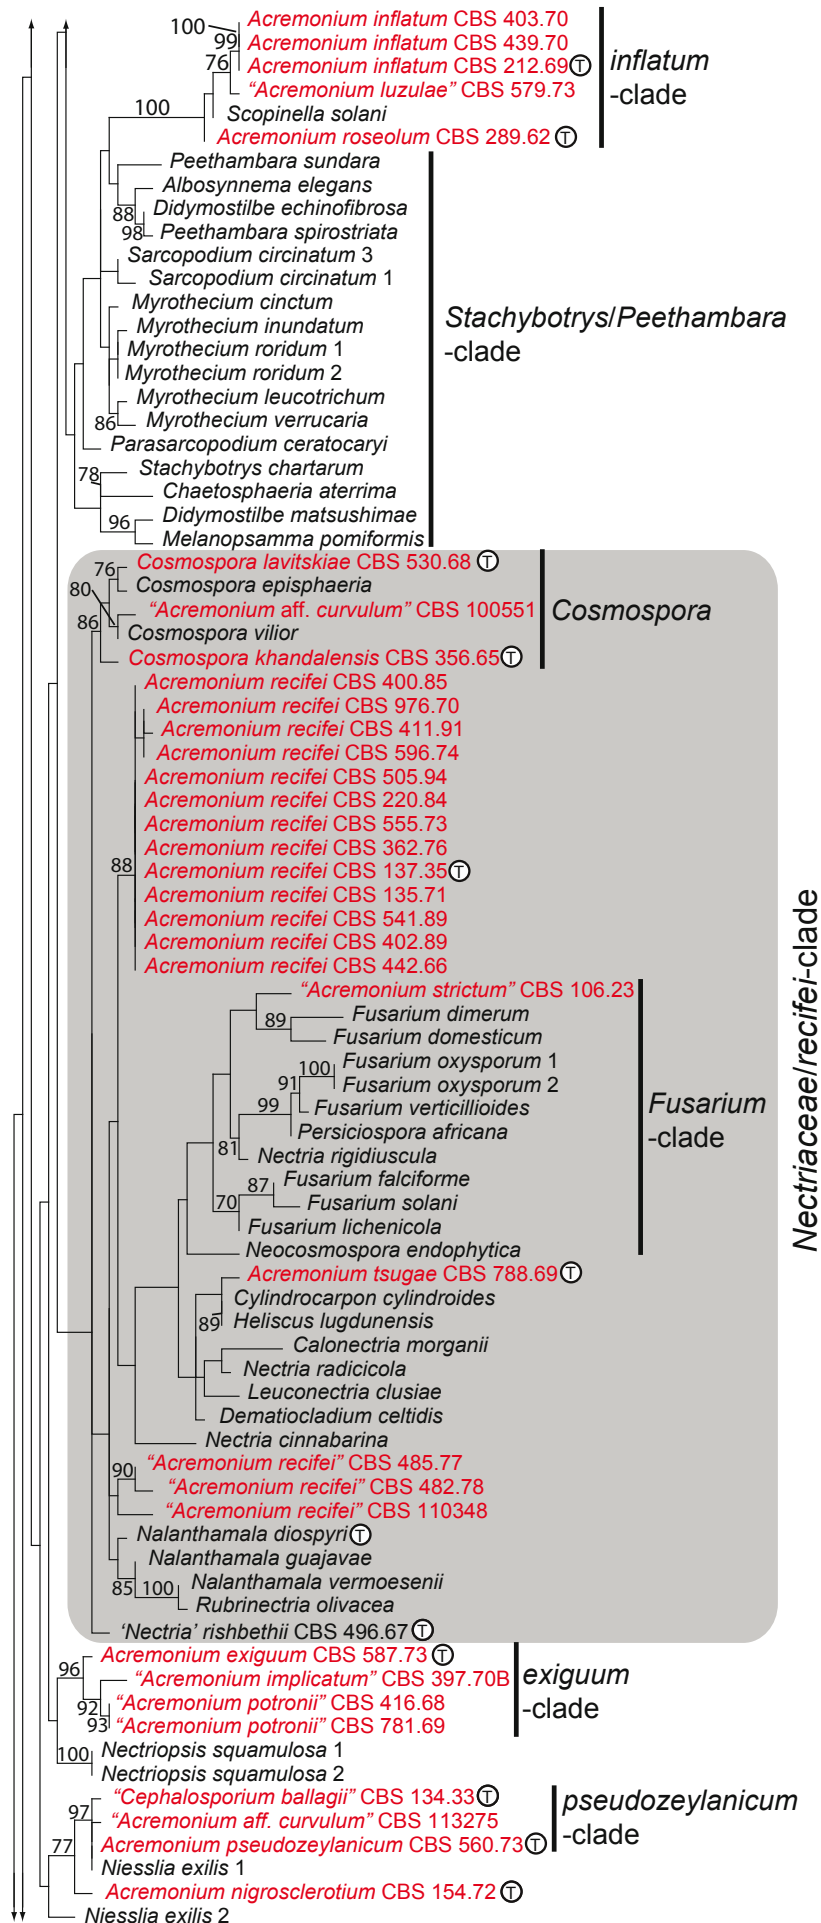 Acremonium inflatum CBS 403.70
100
99
Acremonium inflatum CBS 439.70
76
Acremonium inflatum CBS 212.69 T
"Acremonium luzulae" CBS 579.73
inflatum
-clade
100
Scopinella solani
Acremonium roseolum CBS 289.62 T
Peethambara sundara
Albosynnema elegans
88
Didymostilbe echinofibrosa
98
Peethambara spirostriata
Sarcopodium circinatum 3
Sarcopodium circinatum 1
Myrothecium cinctum
Myrothecium inundatum
Stachybotrys/Peethambara
-clade
Myrothecium roridum 1
Myrothecium roridum 2
Myrothecium leucotrichum
86
Myrothecium verrucaria
Parasarcopodium ceratocaryi
78
Stachybotrys chartarum
Chaetosphaeria aterrima
96
Didymostilbe matsushimae
Melanopsamma pomiformis
Cosmospora lavitskiae CBS 530.68 T
76
Cosmospora episphaeria
80
"Acremonium aff. curvulum" CBS 100551
Cosmospora
86
Cosmospora vilior
Cosmospora khandalensis CBS 356.65 T
Acremonium recifei CBS 400.85
Acremonium recifei CBS 976.70
Acremonium recifei CBS 411.91
Acremonium recifei CBS 596.74
Acremonium recifei CBS 505.94
Acremonium recifei CBS 220.84
Acremonium recifei CBS 555.73
Acremonium recifei CBS 362.76
88
Acremonium recifei CBS 137.35 T
Acremonium recifei CBS 135.71
Acremonium recifei CBS 541.89
Acremonium recifei CBS 402.89
Acremonium recifei CBS 442.66
Nectriaceae/recifei-clade
"Acremonium strictum" CBS 106.23
89
Fusarium dimerum
Fusarium domesticum
100
Fusarium oxysporum 1
91
Fusarium oxysporum 2
99
Fusarium verticillioides
Fusarium
-clade
Persiciospora africana
81
Nectria rigidiuscula
87
Fusarium falciforme
70
Fusarium solani
Fusarium lichenicola
Neocosmospora endophytica
Acremonium tsugae CBS 788.69 T
Cylindrocarpon cylindroides
89
Heliscus lugdunensis
Calonectria morganii
Nectria radicicola
Leuconectria clusiae
Dematiocladium celtidis
Nectria cinnabarina
90
"Acremonium recifei" CBS 485.77
"Acremonium recifei" CBS 482.78
"Acremonium recifei" CBS 110348
Nalanthamala diospyri T
Nalanthamala guajavae
85
100
Nalanthamala vermoesenii
Rubrinectria olivacea
'Nectria' rishbethii CBS 496.67 T
Acremonium exiguum CBS 587.73 T
96
"Acremonium implicatum" CBS 397.70B
exiguum
-clade
92
"Acremonium potronii" CBS 416.68
93
"Acremonium potronii" CBS 781.69
100
Nectriopsis squamulosa 1
Nectriopsis squamulosa 2
"Cephalosporium ballagii" CBS 134.33 T
97
"Acremonium aff. curvulum" CBS 113275
pseudozeylanicum
-clade
77
Acremonium pseudozeylanicum CBS 560.73 T
Niesslia exilis 1
Acremonium nigrosclerotium CBS 154.72 T
Niesslia exilis 2